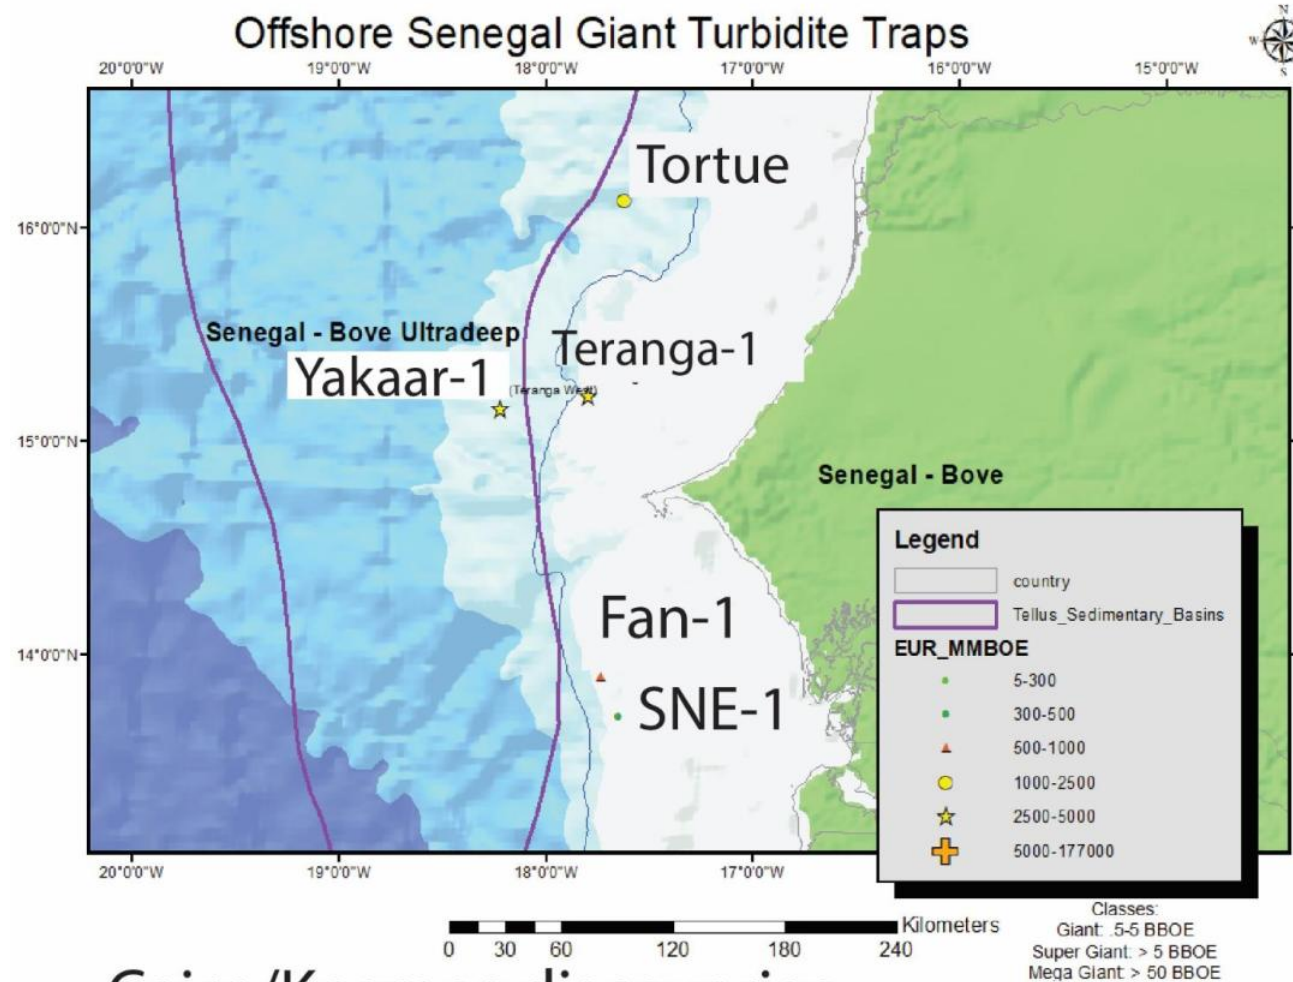 Offshore Senegal Giant Turbidite Traps
N
W
S
20°0'0"W 19°0'0"W 18°0'0"W 17°0'0"W 16°0'0"W 15°0'0"W
Tortue
16°0'0"N
Senegal - Bove Ultradeep
Teranga-1
Yakaar-1
(Teranga West)
15°0'0"N
Senegal - Bove
Legend
country
Tellus_Sedimentary_Basins
Fan-1
EUR_MMBOE
14°0'0"N
5-300
SNE-1
300-500
500-1000
1000-2500
2500-5000
5000-177000
20°0'0"W 19°0'0"W 18°0'0"W 17°0'0"W
Kilometers
0 30 60 120 180 240
Classes:
Giant: .5-5 BBOE
Super Giant: > 5 BBOE
Mega Giant: > 50 BBOE